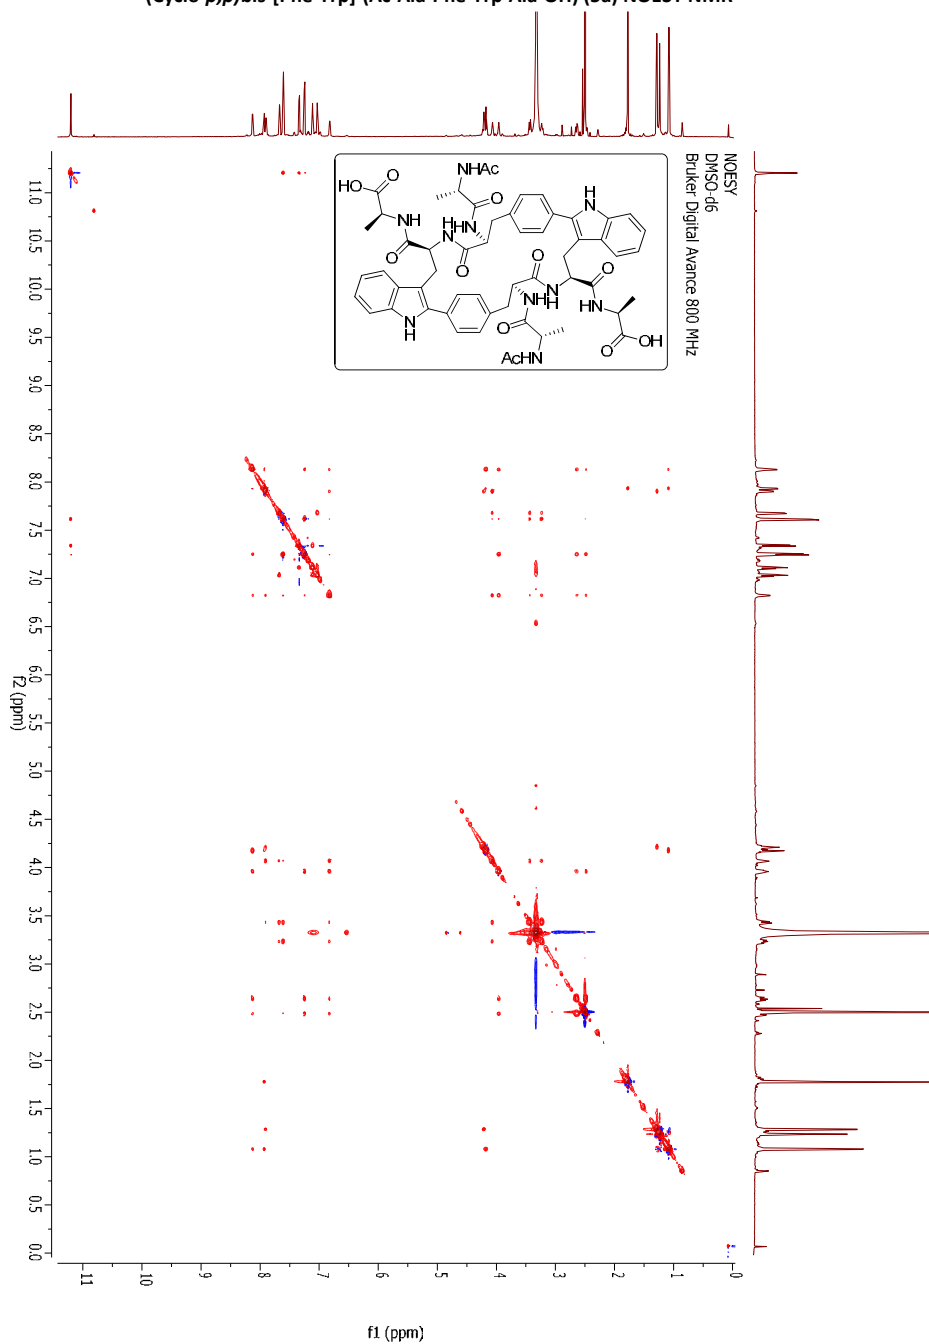 (Cyclo-p,p)bis-[Phe-Trp]-(Ac-Ala-Phe-Trp-Ala-OH) (5a) NOESY NMR
NOESY
DMSO-d6
Bruker Digital Avance 800 MHz
NHAc
HO
O
O
H
N
NH
HN
H
N
O
O
O
O
N
H
NH
H
N
O
NH
O
O
OH
N
H
AcHN
11.0
10.5
10.0
9.5
9.0
8.5
8.0
7.5
7.0
6.5
6.0
5.5
5.0
4.5
4.0
3.5
3.0
2.5
2.0
1.5
1.0
0.5
0.0
f2 (ppm)
11
10
9
8
7
6
5
4
3
2
1
0
f1 (ppm)